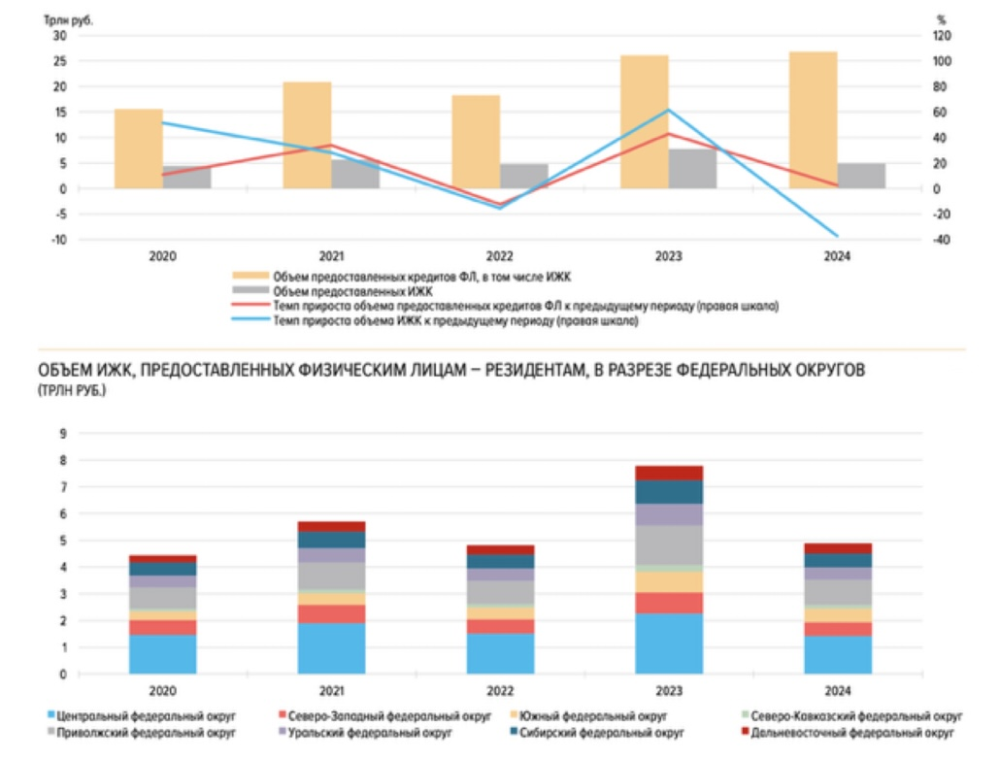 Трлн руб. %
30 120
25 100
20 80
15 60
10 40
5 20
0 0
-5 -20
-10 -40
2020 2021 2022 2023 2024
Объем предоставленных кредитов ФЛ, в том числе ИЖК
Объем предоставленных ИЖК
Темп прироста объема предоставленных кредитов ФЛ к предыдущему периоду (правая шкала)
Темп прироста объема ИЖК к предыдущему периоду (правая шкала)
ОБЪЕМ ИЖК, ПРЕДОСТАВЛЕННЫХ ФИЗИЧЕСКИМ ЛИЦАМ – РЕЗИДЕНТАМ, В РАЗРЕЗЕ ФЕДЕРАЛЬНЫХ ОКРУГОВ
(ТРЛН РУБ.)
9
8
7
6
5
4
3
2
1
0
2020 2021 2022 2023 2024
Центральный федеральный округ Северо-Западный федеральный округ Южный федеральный округ Северо-Кавказский федеральный округ
Приволжский федеральный округ Уральский федеральный округ Сибирский федеральный округ Дальневосточный федеральный округ